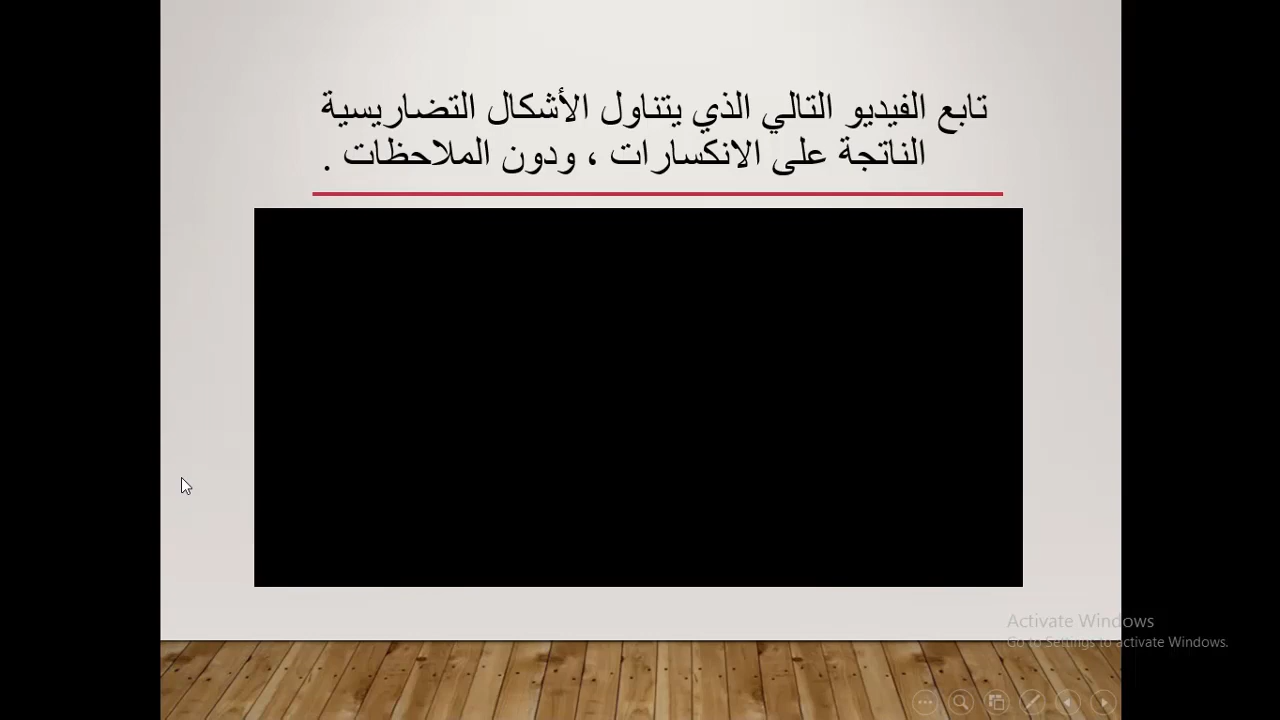 تابع الفيديو التالي الذي يتناول الأشكال التضاريسية
الناتجة على الانكسارات ، ودون الملاحظات .
Activate Windows
Go to Settings to activate Windows.